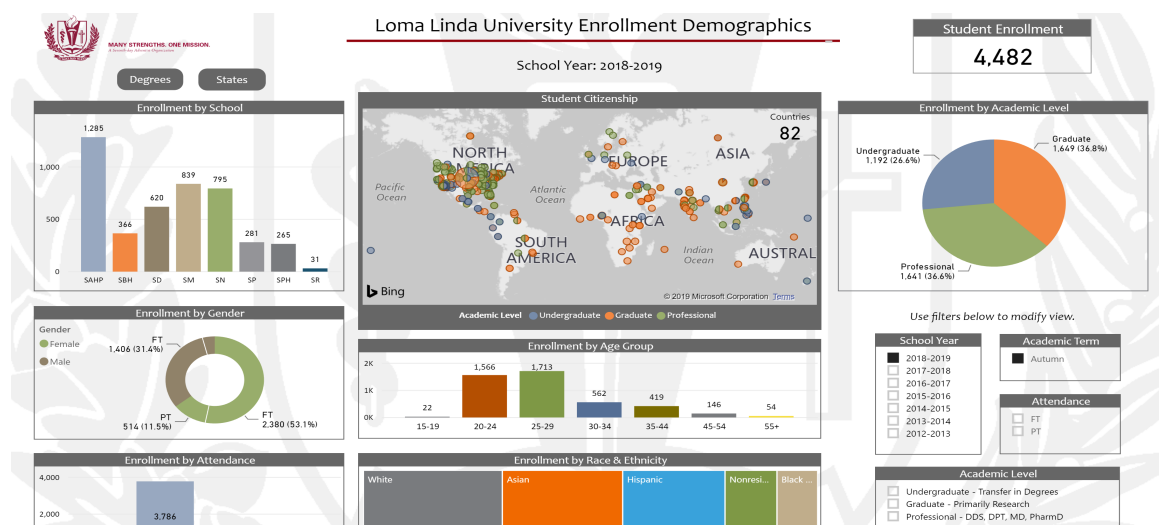 Loma Linda University Enrollment Demographics
MANY STRENGTHS. ONE MISSION.
A Seventh-day Adventist Organization
School Year: 2018-2019
Student Enrollment
4,482
Degrees
States
Enrollment by School
1,285
1,000
839
795
620
500
366
281
265
31
0
SAHP SBH SD SM SN SP SPH SR
Student Citizenship
Countries
82
NORTH
AMERICA
EUROPE
ASIA
Pacific
Ocean
Atlantic
Ocean
AFRICA
SOUTH
AMERICA
Indian
Ocean
AUSTRAL
Bing
© 2019 Microsoft Corporation Terms
Academic Level Undergraduate Graduate Professional
Enrollment by Academic Level
Graduate
1,649 (36.8%)
Undergraduate
1,192 (26.6%)
Professional
1,641 (36.6%)
Enrollment by Gender
Gender
Female
Male
FT
1,406 (31.4%)
PT
514 (11.5%)
FT
2,380 (53.1%)
Enrollment by Age Group
2K
1K
0K
22 1,566 1,713 562 419 146 54
15-19 20-24 25-29 30-34 35-44 45-54 55+
Use filters below to modify view.
School Year
2018-2019
2017-2018
2016-2017
2015-2016
2014-2015
2013-2014
2012-2013
Academic Term
Autumn
Attendance
FT
PT
Enrollment by Attendance
4,000
3,786
2,000
Enrollment by Race & Ethnicity
White
Asian
Hispanic
Nonresi...
Black ...
Academic Level
Undergraduate - Transfer in Degrees
Graduate - Primarily Research
Professional - DDS, DPT, MD, PharmD